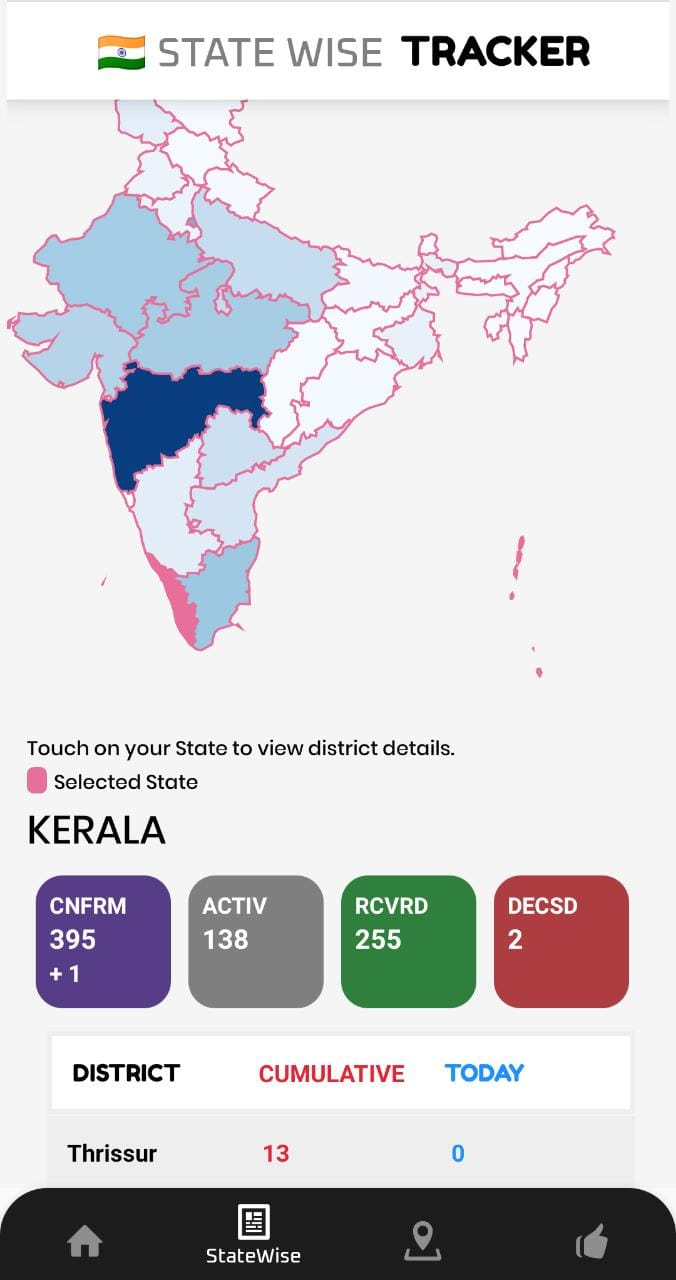 STATE WISE TRACKER
Touch on your State to view district details.
Selected State
KERALA
CNFRM ACTIV RCVRD DECSD
395 138 255 2
+ 1
DISTRICT CUMULATIVE TODAY
Thrissur 13 0
StateWise